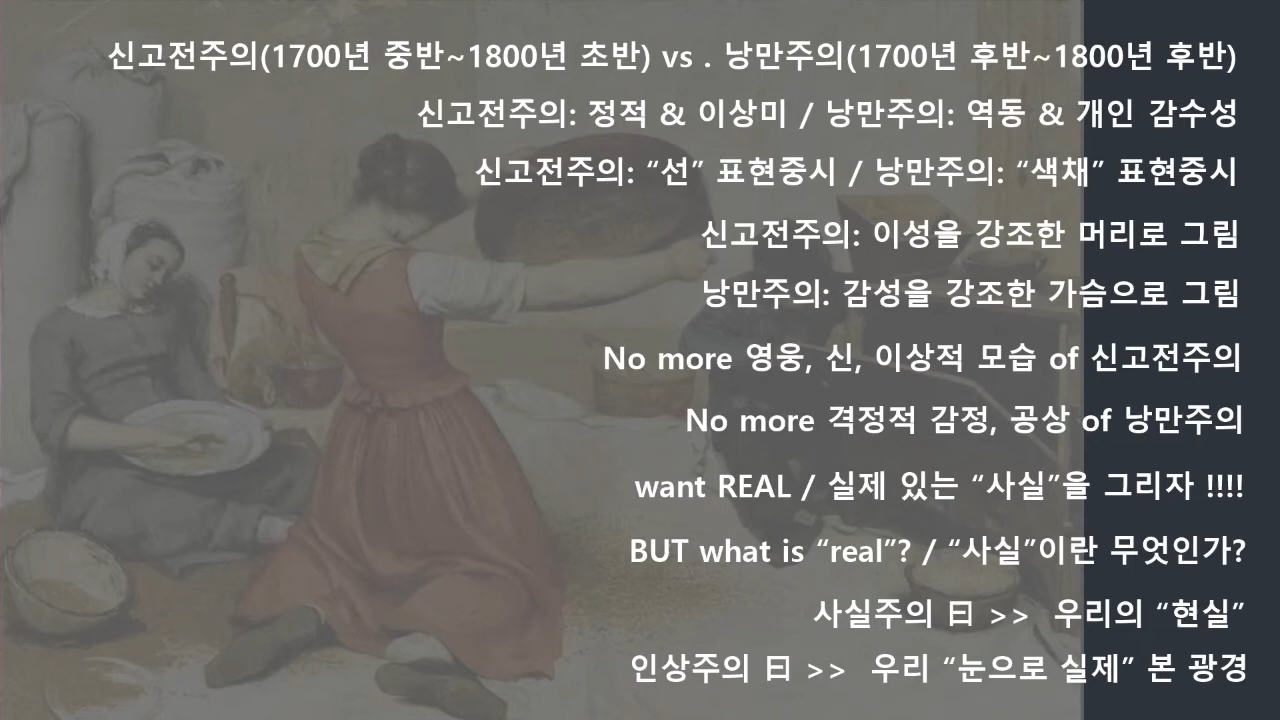 신고전주의(1700년 중반~1800년 초반) vs . 낭만주의(1700년 후반~1800년 후반)
신고전주의: 정적 & 이상미 / 낭만주의: 역동 & 개인 감수성
신고전주의: “선” 표현중시 / 낭만주의: “색채” 표현중시
신고전주의: 이성을 강조한 머리로 그림
낭만주의: 감성을 강조한 가슴으로 그림
No more 영웅, 신, 이상적 모습 of 신고전주의
No more 격정적 감정, 공상 of 낭만주의
want REAL / 실제 있는 “사실”을 그리자 !!!!
BUT what is “real”? / “사실”이란 무엇인가?
사실주의 曰 >> 우리의 “현실”
인상주의 曰 >> 우리 “눈으로 실제” 본 광경